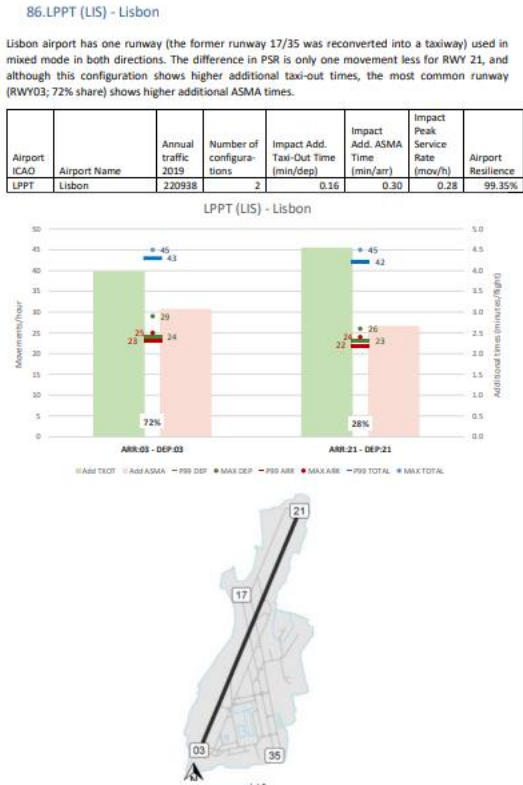 86.LPPT (LIS) - Lisbon
Lisbon airport has one runway (the former runway 17/35 was reconverted into a taxiway) used in
mixed mode in both directions. The difference in PSR is only one movement less for RWY 21, and
although this configuration shows higher additional taxi-out times, the most common runway
(RWY03; 72% share) shows higher additional ASMA times.
Airport ICAO | Airport Name | Annual traffic 2019 | Number of configura-tions | Impact Add. Taxi-Out Time (min/dep) | Impact Add. ASMA Time (min/arr) | Impact Peak Service Rate (mov/h) | Airport Resilience
LPPT | Lisbon | 220938 | 2 | 0.16 | 0.30 | 0.28 | 99.35%
LPPT (LIS) - Lisbon
50 5.0
45 45 45 4.5
43 42
40 4.0
35 3.5
30 29 3.0
25 25 24 24 26 23 2.5
23 22
20 2.0
15 1.5
10 1.0
5 72% 28% 0.5
0 0.0
Movements/hour
Additional times (minutes/flight)
ARR:03 - DEP:03 ARR:21 - DEP:21
Add TXOT Add ASMA P99 DEP MAX DEP P99 ARR MAX ARR P99 TOTAL MAX TOTAL
21
17
03
35
N